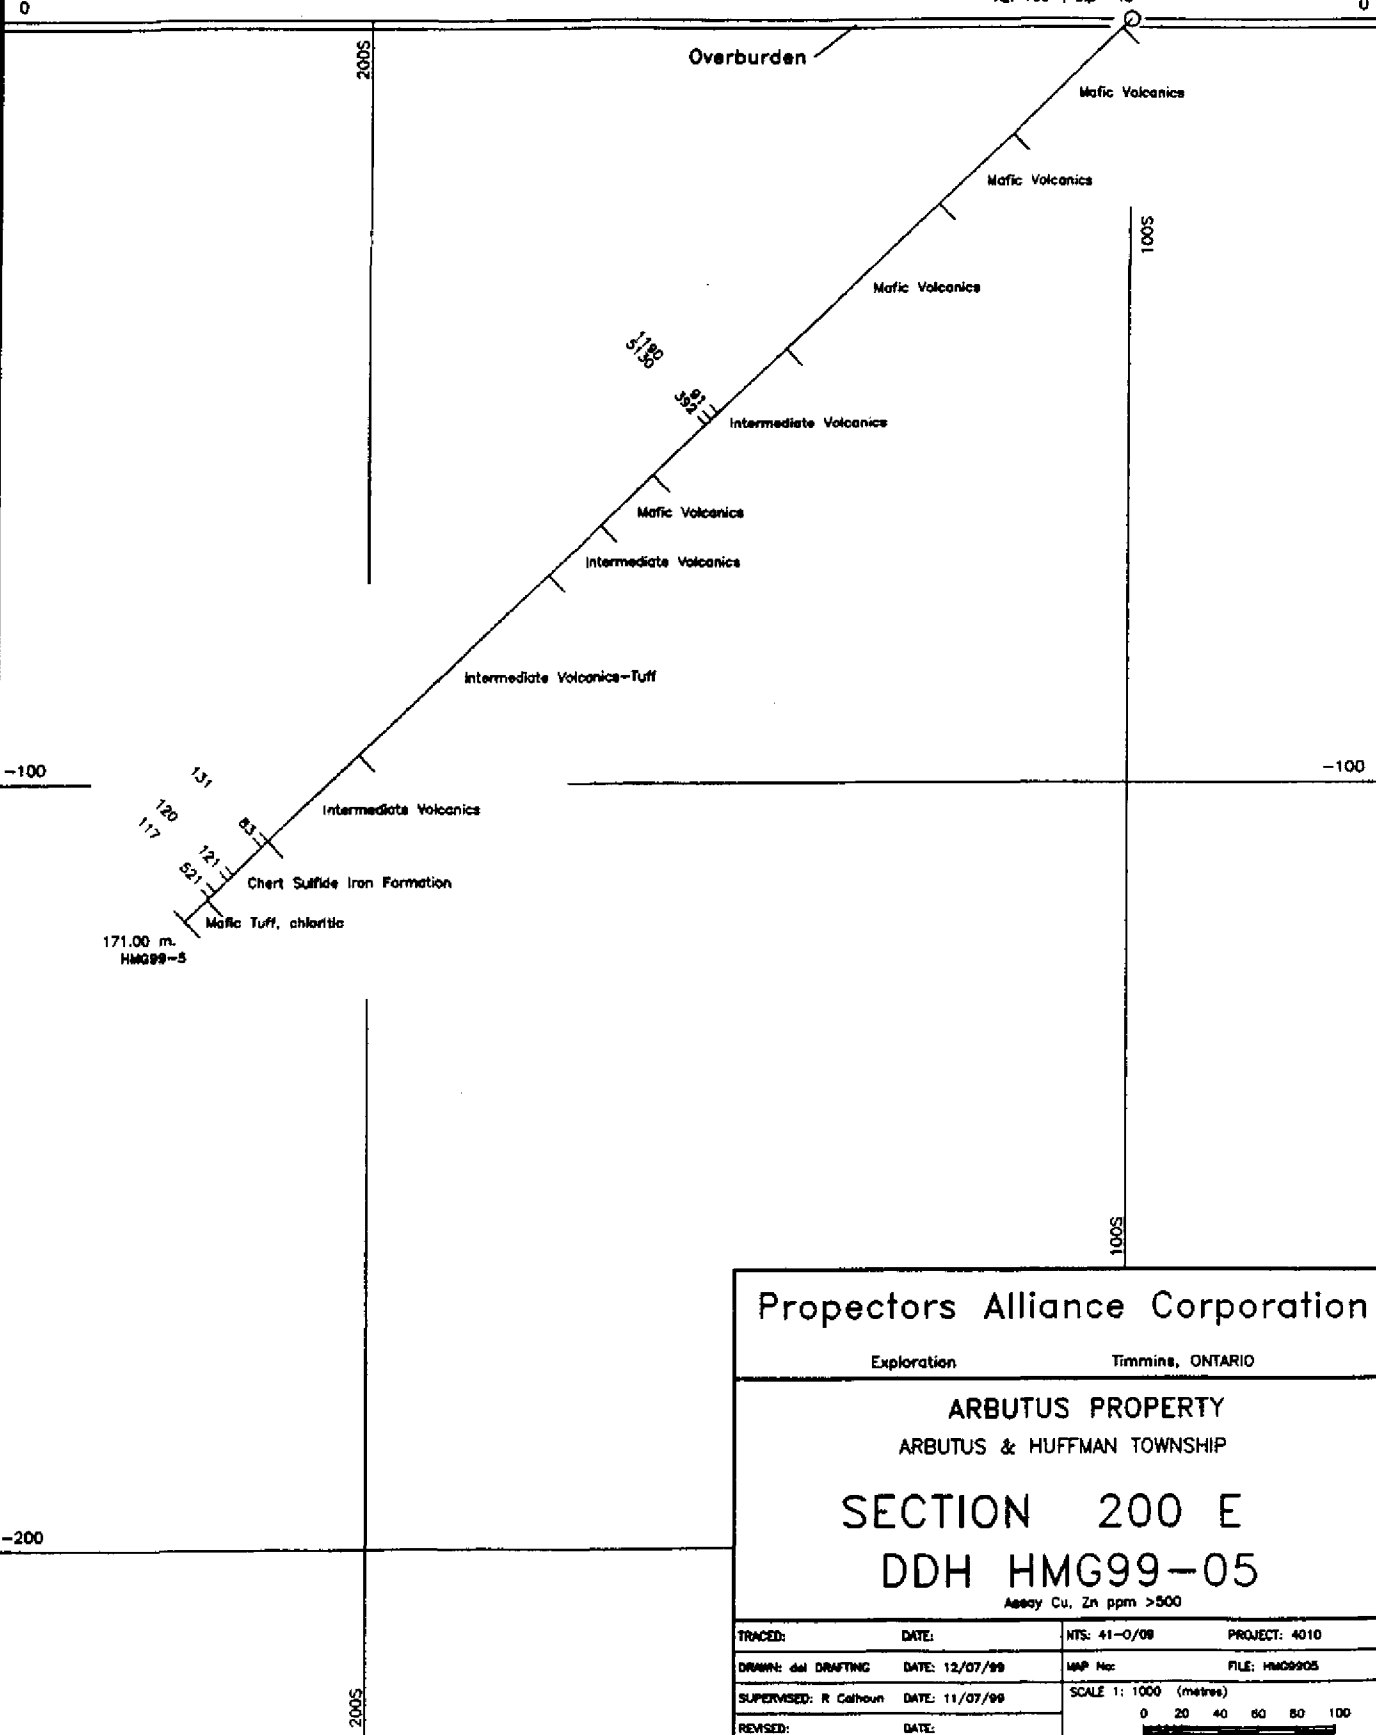 0
0
200S
Overburden
Mafic Volcanics
Mafic Volcanics
100S
Mafic Volcanics
1190
5130
91
392
Intermediate Volcanics
Mafic Volcanics
Intermediate Volcanics
Intermediate Volcanics-Tuff
-100
-100
131
Intermediate Volcanics
120
117
83
121
521
Chert Sulfide Iron Formation
Mafic Tuff, chloritic
171.00 m.
HMG99-5
100S
Propectors Alliance Corporation
Exploration Timmins, ONTARIO
ARBUTUS PROPERTY
ARBUTUS & HUFFMAN TOWNSHIP
SECTION 200 E
-200
DDH HMG99-05
Assay Cu, Zn ppm >500
TRACED: DATE: NTS: 41-O/09 PROJECT: 4010
DRAWN: del DRAFTING DATE: 12/07/99 MAP No: FILE: HMG9905
SUPERVISED: R Calhoun DATE: 11/07/99 SCALE 1: 1000 (metres)
0 20 40 60 80 100
REVISED: DATE:
200S